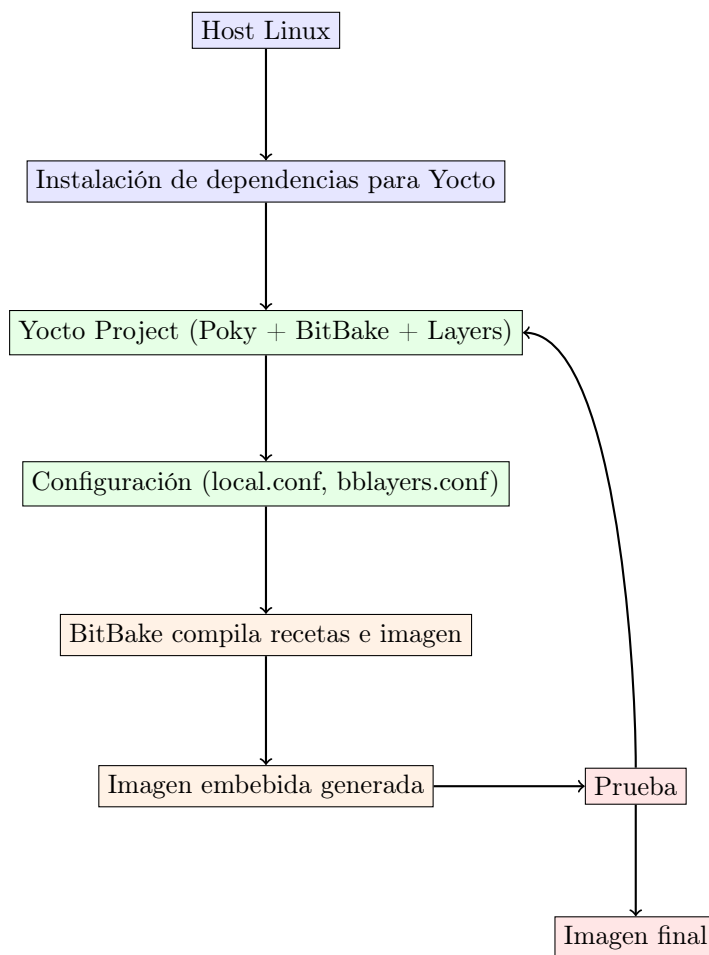 Host Linux
Instalación de dependencias para Yocto
Yocto Project (Poky + BitBake + Layers)
Configuración (local.conf, bblayers.conf)
BitBake compila recetas e imagen
Imagen embebida generada
Prueba
Imagen final